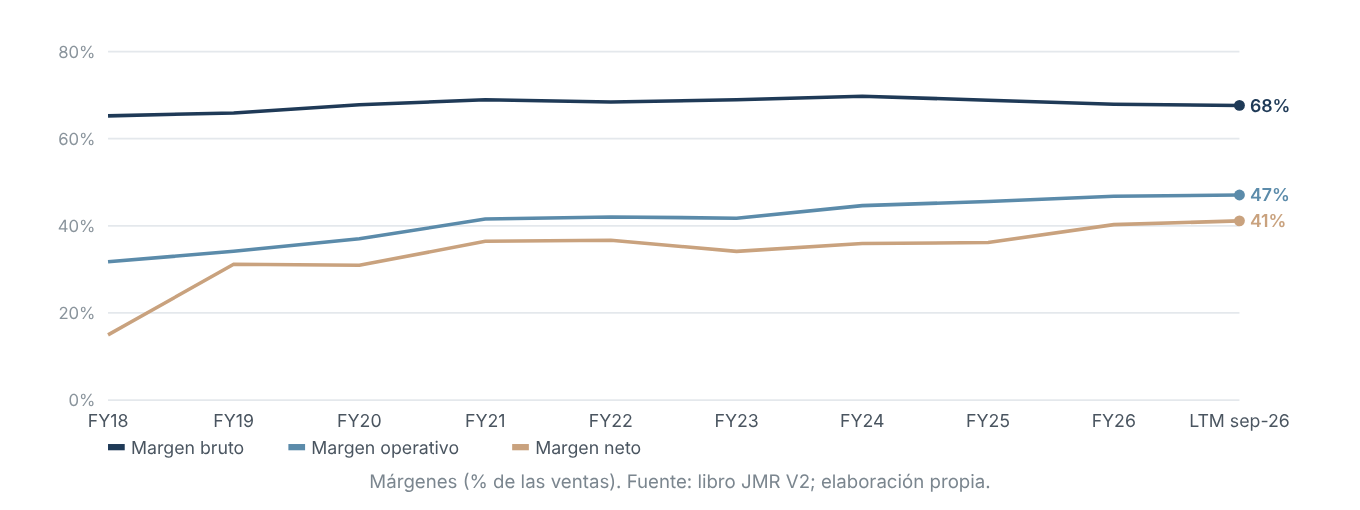 80%
68%
60%
47%
40%
41%
20%
0%
FY18 FY19 FY20 FY21 FY22 FY23 FY24 FY25 FY26 LTM sep-26
Margen bruto Margen operativo Margen neto
Márgenes (% de las ventas). Fuente: libro JMR V2; elaboración propia.